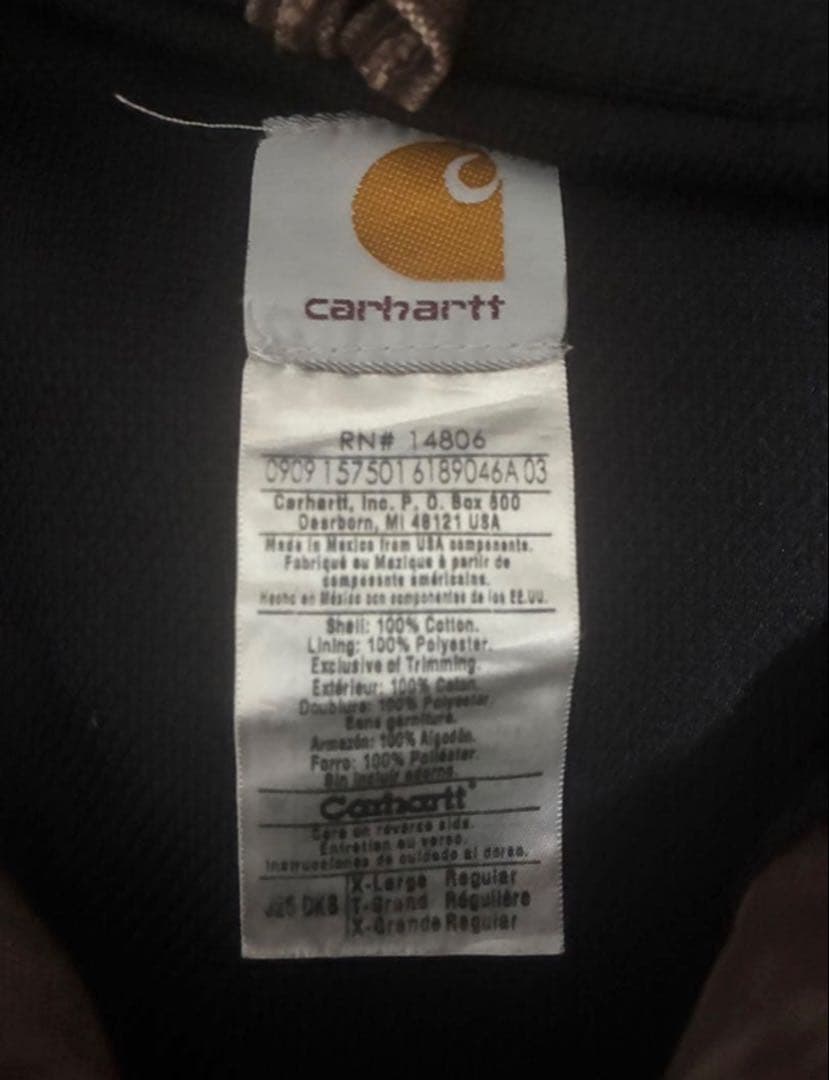 carhartt
RN# 14806
0909 157501 6189046A 03
Carhartt, Inc. P. O. Box 600
Dearborn, MI 48121 USA
Made in Mexico from USA components.
Fabriqué au Mexique à partir de
composants américains.
Hecho en México con componentes de los EE.UU.
Shell: 100% Cotton.
Lining: 100% Polyester.
Exclusive of Trimming.
Extérieur: 100% Coton.
Doublure: 100% Polyester.
Sans garniture.
Armazón: 100% Algodón.
Forro: 100% Poliéster.
Sin incluir adorno.
Carhartt
Care on reverse side.
Entretien au verso.
Instrucciones de cuidado al dorso.
X-Large Regular
DKB T-Grand Régulière
X-Grande Regular